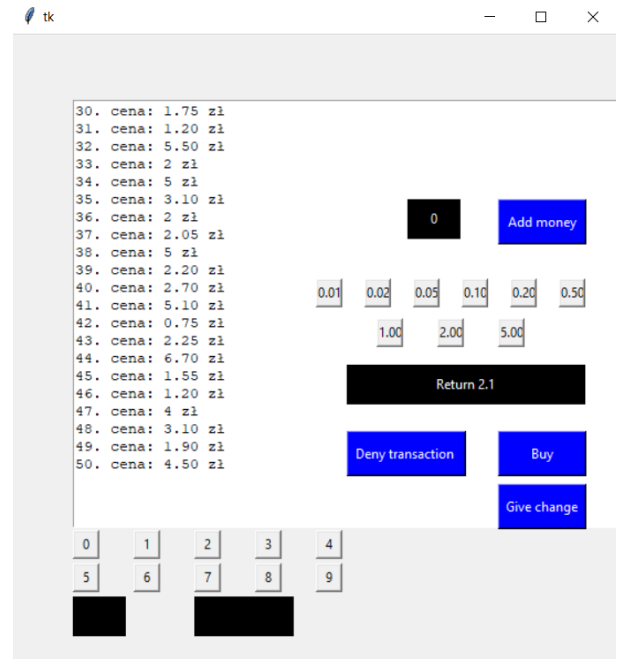 tk
30. cena: 1.75 zł
31. cena: 1.20 zł
32. cena: 5.50 zł
33. cena: 2 zł
34. cena: 5 zł
35. cena: 3.10 zł
36. cena: 2 zł
37. cena: 2.05 zł
38. cena: 5 zł
39. cena: 2.20 zł
40. cena: 2.70 zł
41. cena: 5.10 zł
42. cena: 0.75 zł
43. cena: 2.25 zł
44. cena: 6.70 zł
45. cena: 1.55 zł
46. cena: 1.20 zł
47. cena: 4 zł
48. cena: 3.10 zł
49. cena: 1.90 zł
50. cena: 4.50 zł
0 Add money
0.01 0.02 0.05 0.10 0.20 0.50
1.00 2.00 5.00
Return 2.1
Deny transaction Buy
Give change
0 1 2 3 4
5 6 7 8 9